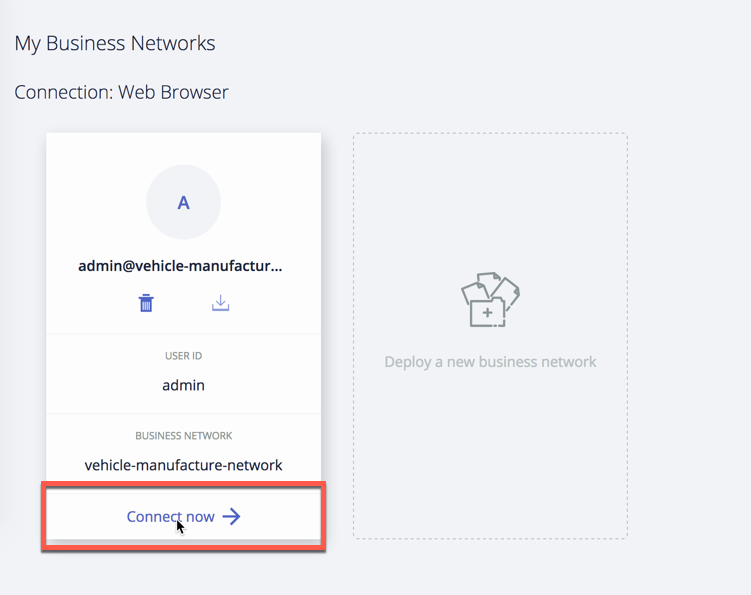 My Business Networks
Connection: Web Browser
A
admin@vehicle-manufactur...
USER ID
admin
BUSINESS NETWORK
vehicle-manufacture-network
Connect now
Deploy a new business network